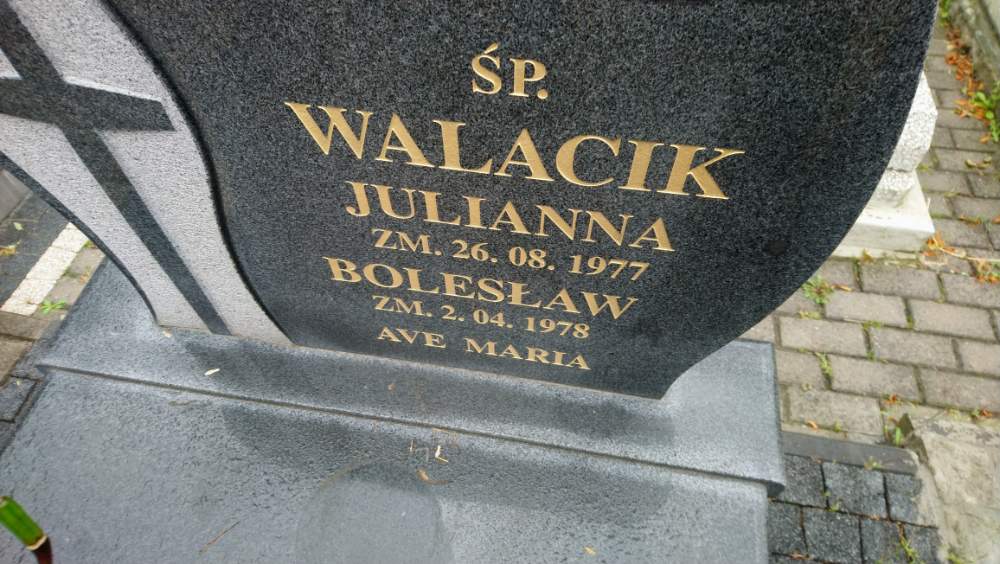 ŚP.
WALACIK
JULIANNA
ZM. 26. 08. 1977
BOLESŁAW
ZM. 2. 04. 1978
AVE MARIA